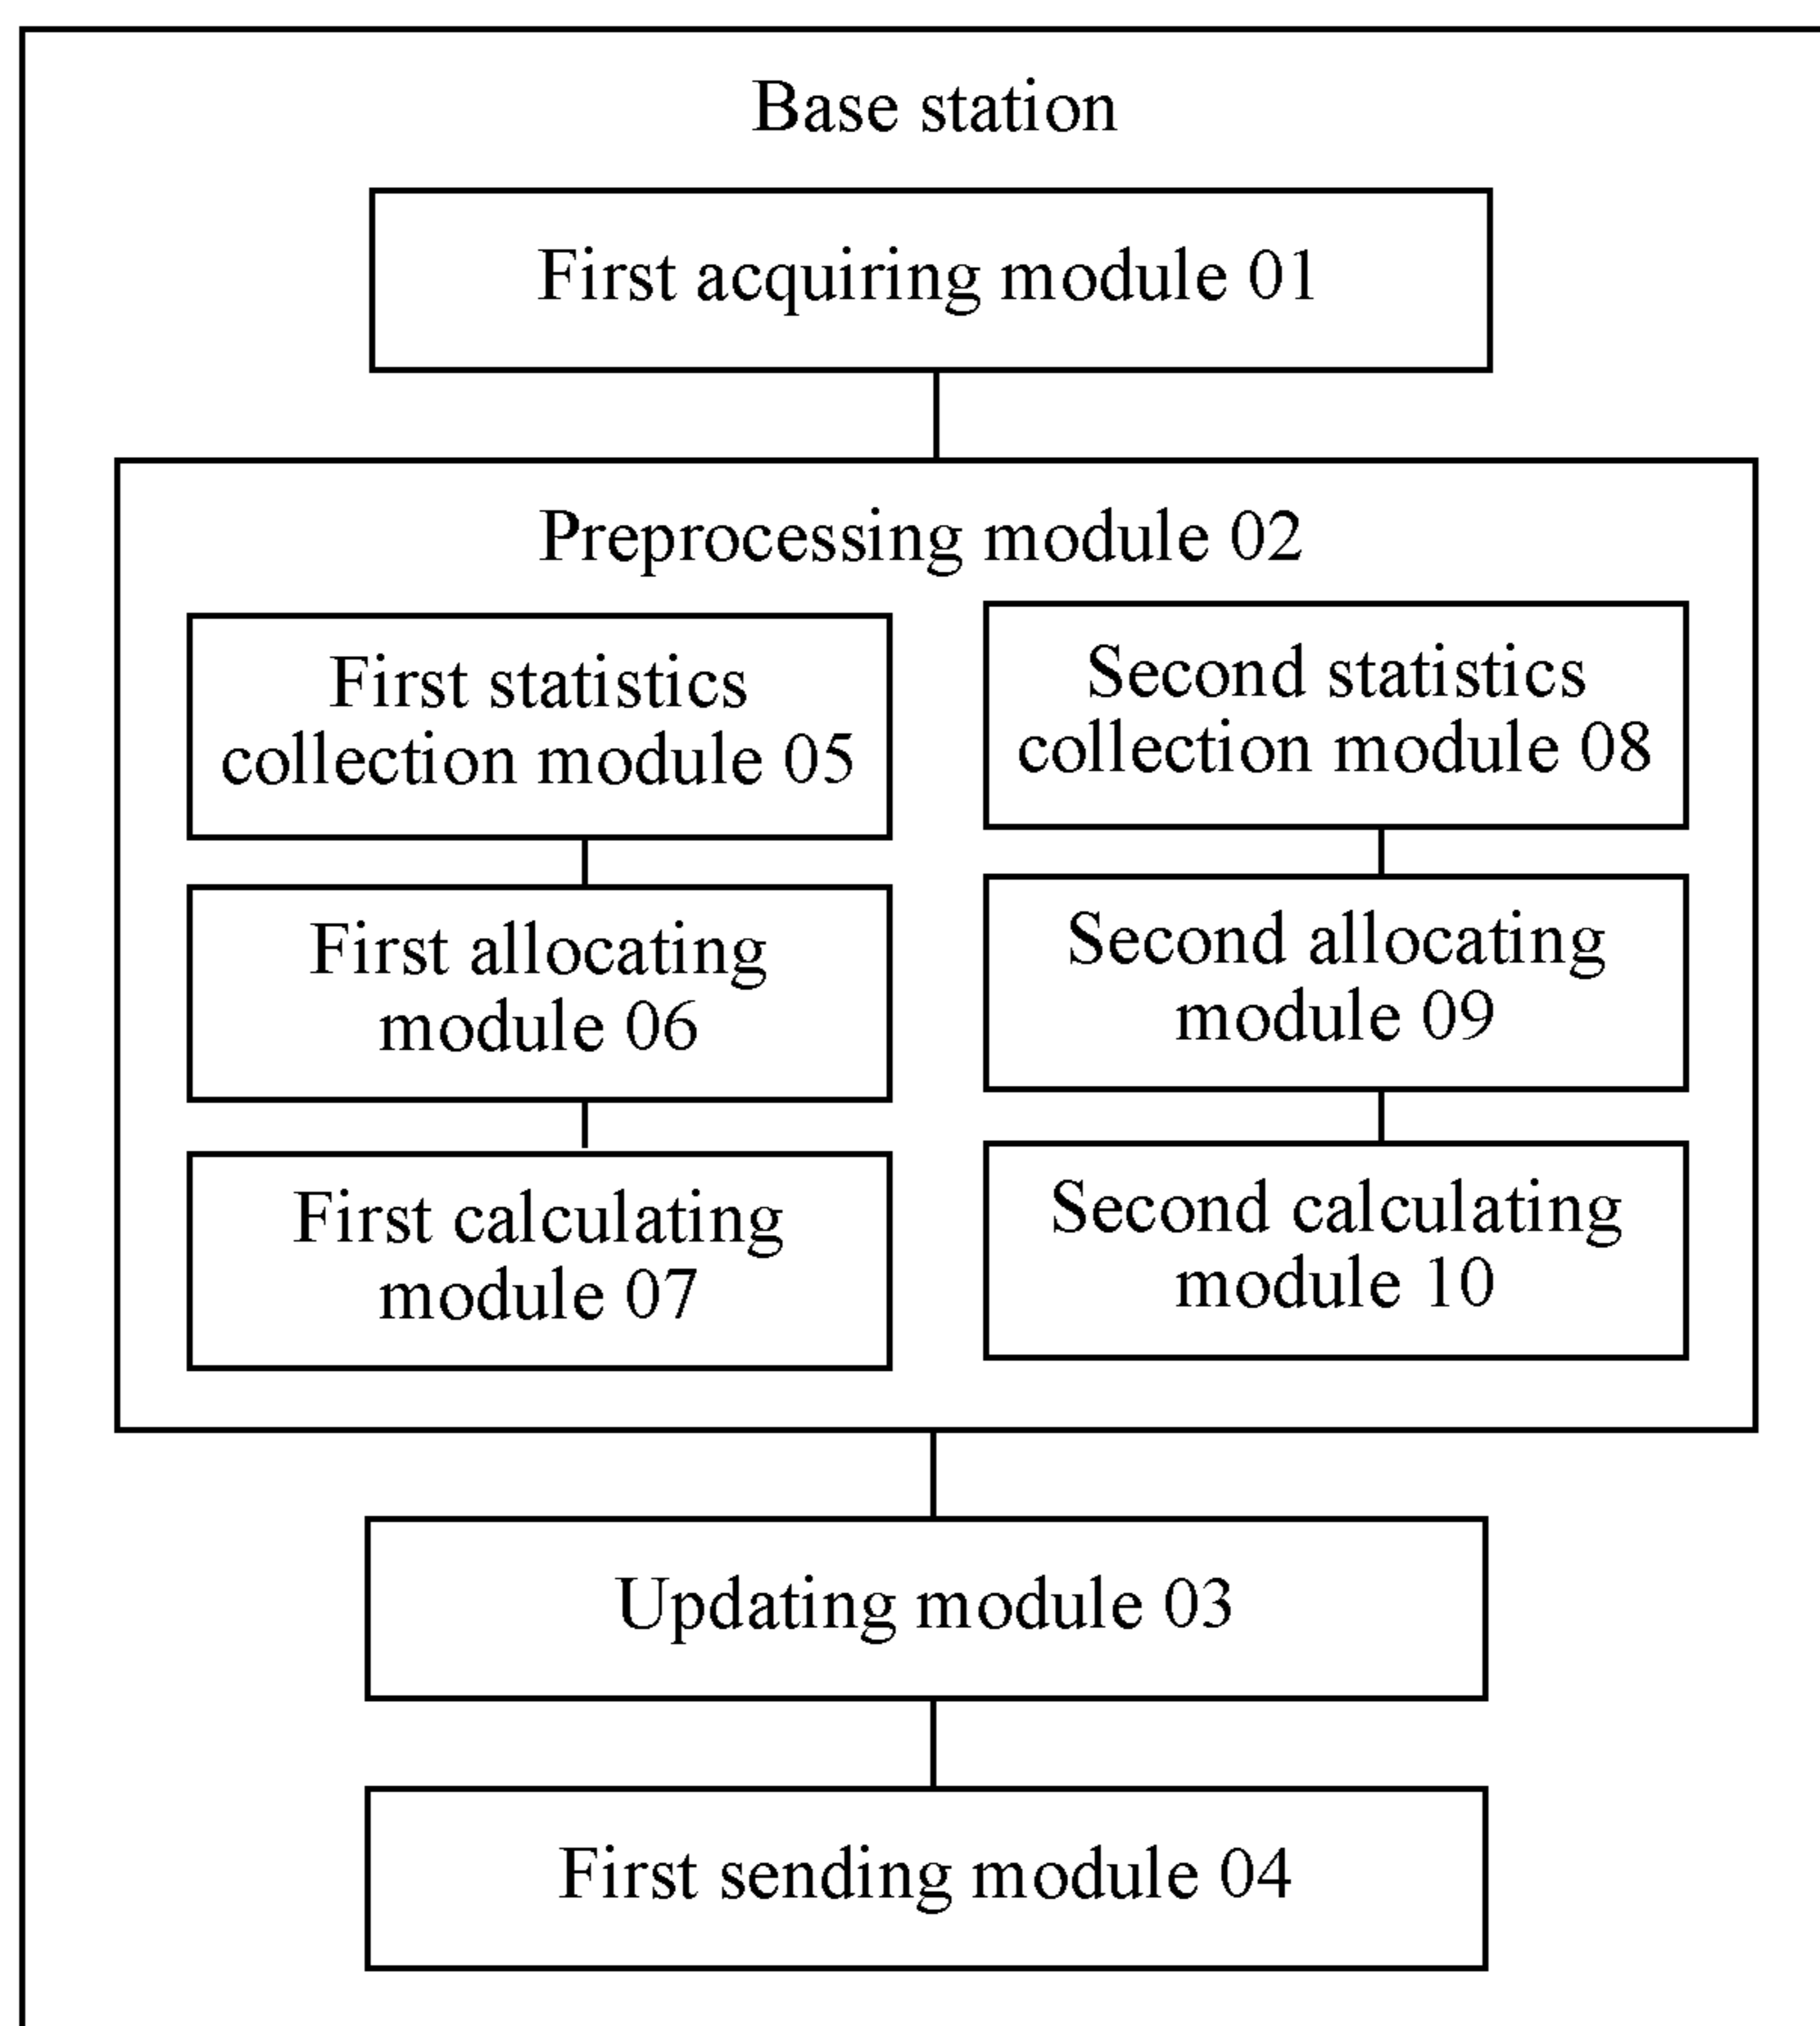 Base station
First acquiring module 01
Preprocessing module 02
First statistics
collection module 05
First allocating
module 06
First calculating
module 07
Second statistics
collection module 08
Second allocating
module 09
Second calculating
module 10
Updating module 03
First sending module 04